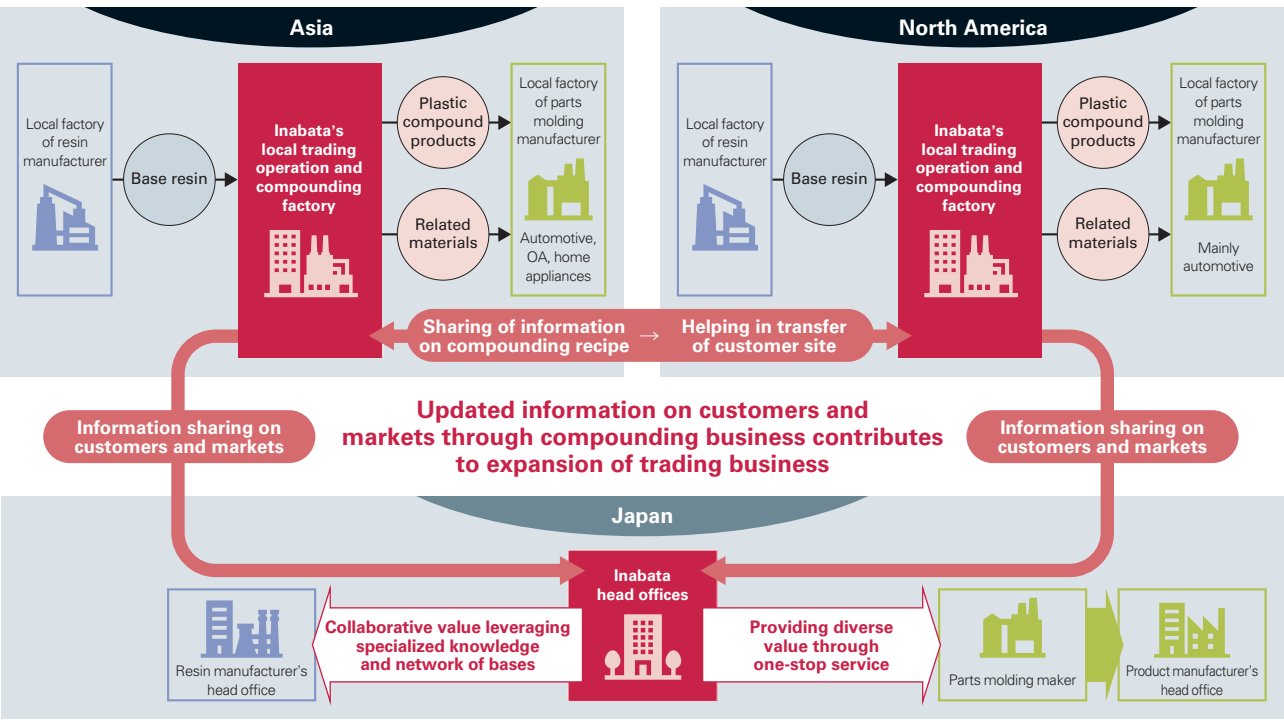 Asia
Local factory
of resin
manufacturer
Base resin
Inabata's
local trading
operation and
compounding
factory
Plastic
compound
products
Related
materials
Local factory
of parts
molding
manufacturer
Automotive,
OA, home
appliances
North America
Local factory
of resin
manufacturer
Base resin
Inabata's
local trading
operation and
compounding
factory
Plastic
compound
products
Related
materials
Local factory
of parts
molding
manufacturer
Mainly
automotive
Sharing of information
on compounding recipe
→
Helping in transfer
of customer site
Information sharing on
customers and markets
Updated information on customers and
markets through compounding business contributes
to expansion of trading business
Information sharing on
customers and markets
Japan
Inabata
head offices
Resin manufacturer's
head office
Collaborative value leveraging
specialized knowledge
and network of bases
Providing diverse
value through
one-stop service
Parts molding maker
Product manufacturer's
head office